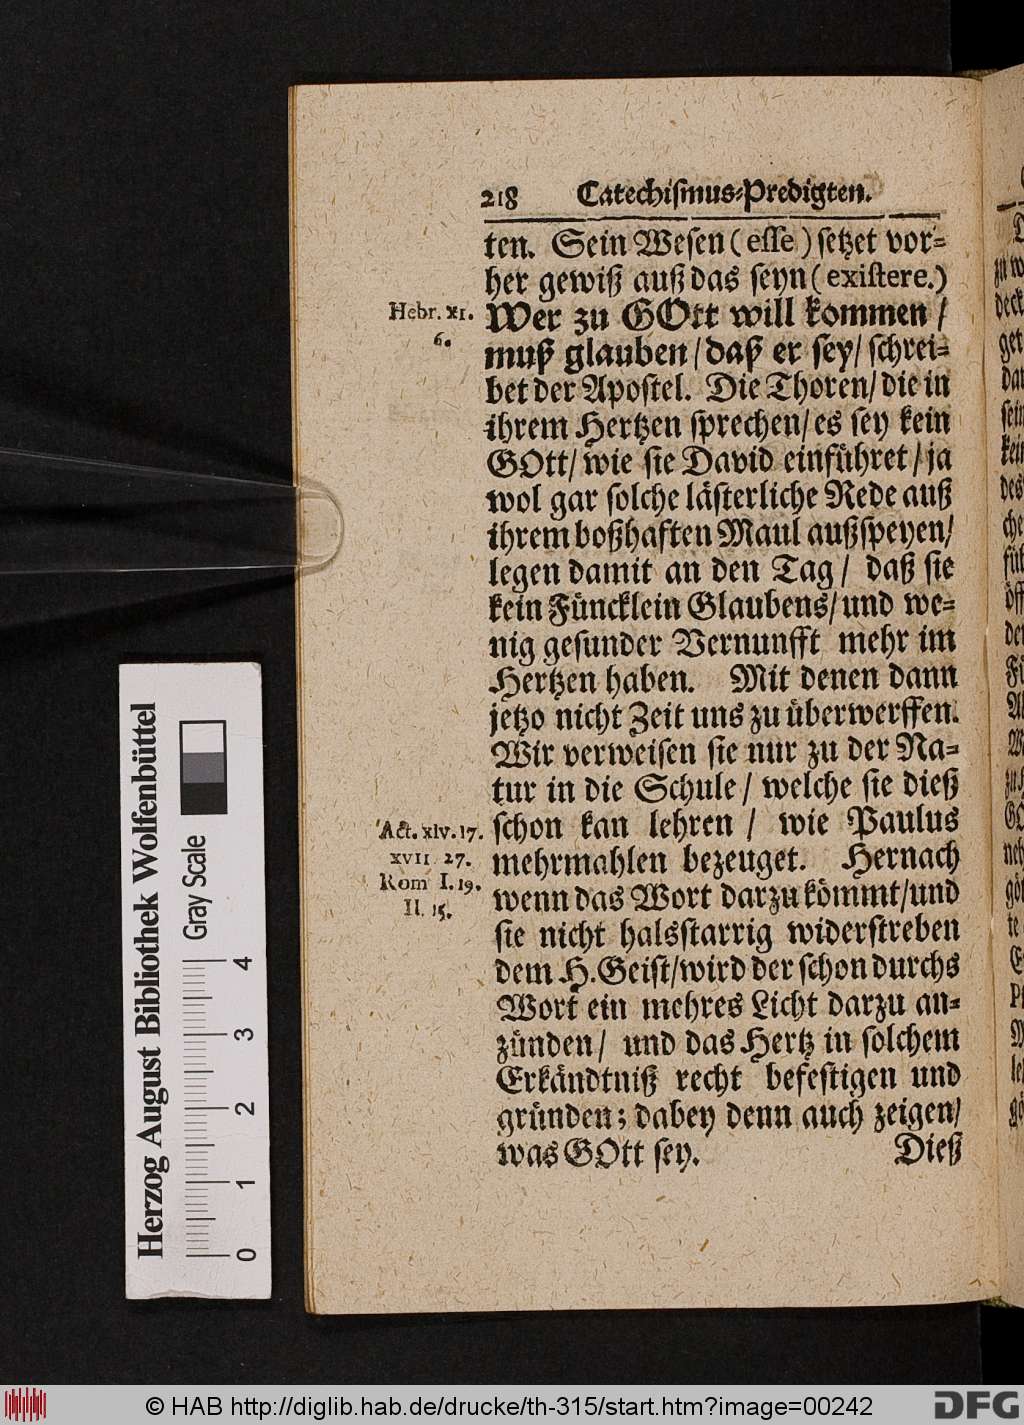 218 Catechismus-Predigten.
ten. Sein Wesen (esse) setzet vor-
her gewiß auß das seyn (existere.)
Hebr. XI.
6.
Wer zu GOtt will kommen /
muß glauben / daß er sey / schrei-
bet der Apostel. Die Thoren / die in
ihrem Hertzen sprechen / es sey kein
GOtt / wie sie David einführet / ja
wol gar solche lästerliche Rede auß
ihrem boßhaften Maul außspeyen /
legen damit an den Tag / daß sie
kein Füncklein Glaubens / und we-
nig gesunder Vernunfft mehr im
Hertzen haben. Mit denen dann
jetzo nicht Zeit uns zu überwerffen.
Wir verweisen sie nur zu der Na-
tur in die Schule / welche sie dieß
Act. xiv. 17.
XVII 27.
Rom I. 19.
II. 15.
schon kan lehren / wie Paulus
mehrmahlen bezeuget. Hernach
wenn das Wort darzu kömmt / und
sie nicht halsstarrig widerstreben
dem H. Geist / wird der schon durchs
Wort ein mehres Licht darzu an-
zünden / und das Hertz in solchem
Erkändtniß recht befestigen und
gründen; dabey denn auch zeigen /
was GOtt sey.
Dieß
Herzog August Bibliothek Wolfenbüttel
Gray Scale
0 1 2 3 4
© HAB http://diglib.hab.de/drucke/th-315/start.htm?image=00242
DFG